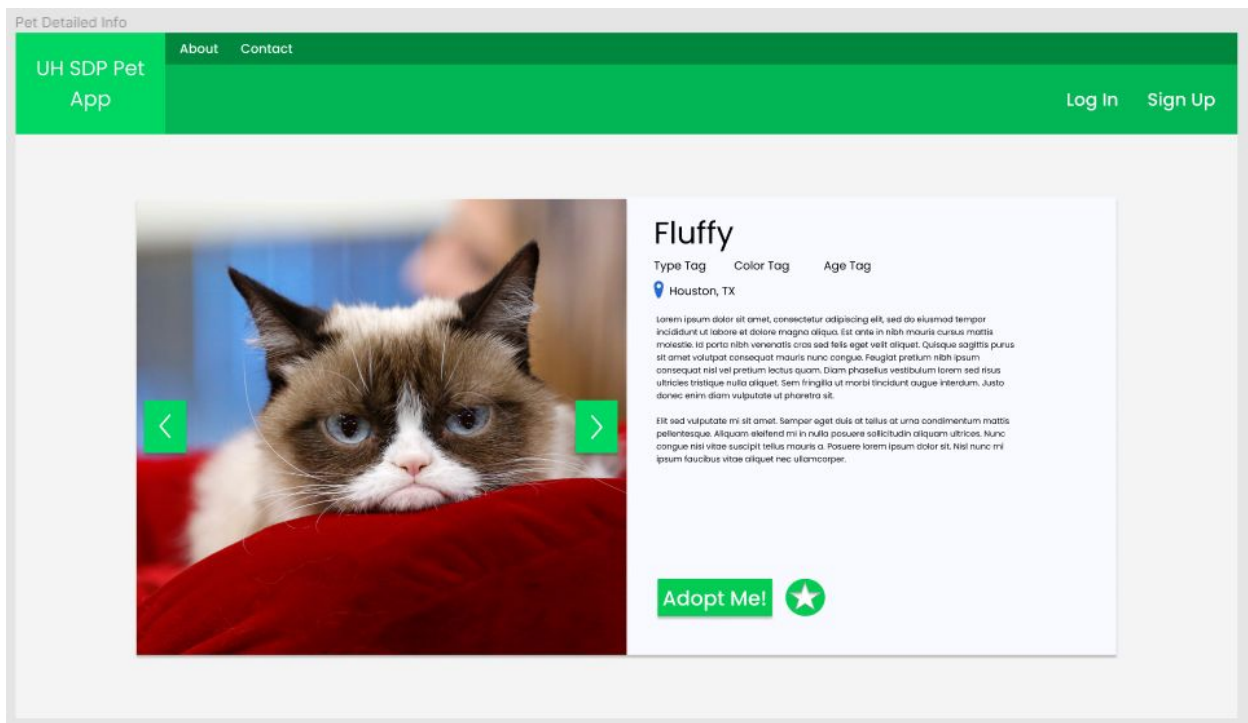 Pet Detailed Info
UH SDP Pet
App
About Contact
Log In Sign Up
Fluffy
Type Tag Color Tag Age Tag
Houston, TX
Lorem ipsum dolor sit amet, consectetur adipiscing elit, sed do eiusmod tempor
incididunt ut labore et dolore magna aliqua. Est ante in nibh mauris cursus mattis
molestie. Id porta nibh venenatis cras sed felis eget velit aliquet. Quisque sagittis purus
sit amet volutpat consequat mauris nunc congue. Feugiat pretium nibh ipsum
consequat nisl vel pretium lectus quam. Diam phasellus vestibulum lorem sed risus
ultricies tristique nulla aliquet. Sem fringilla ut morbi tincidunt augue interdum. Justo
donec enim diam vulputate ut pharetra sit.
Elit sed vulputate mi sit amet. Semper eget duis at tellus at urna condimentum mattis
pellentesque. Aliquam eleifend mi in nulla posuere sollicitudin aliquam ultrices. Nunc
congue nisi vitae suscipit tellus mauris a. Posuere lorem ipsum dolor sit. Nisl nunc mi
ipsum faucibus vitae aliquet nec ullamcorper.
Adopt Me!